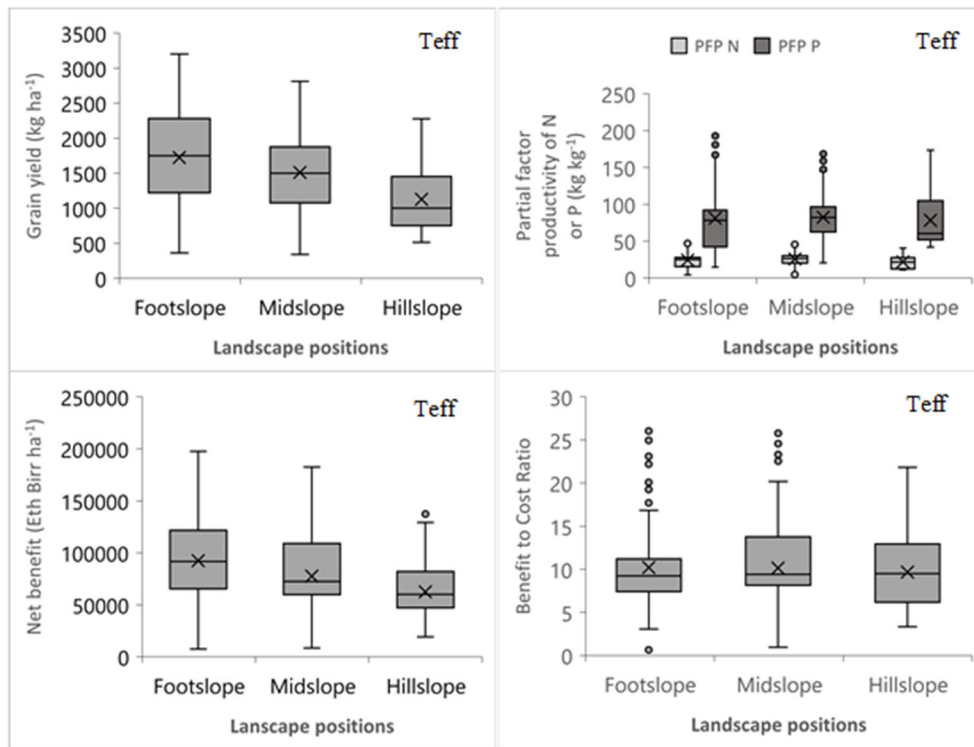 Teff
3500
3000
2500
2000
1500
1000
500
0
Grain yield (kg ha⁻¹)
Footslope Midslope Hillslope
Landscape positions
PFP N PFP P Teff
250
200
150
100
50
0
Partial factor
productivity of N
or P (kg kg⁻¹)
Footslope Midslope Hillslope
Landscape positions
Teff
250000
200000
150000
100000
50000
0
Net benefit (Eth Birr ha⁻¹)
Footslope Midslope Hillslope
Lanscape positions
Teff
30
25
20
15
10
5
0
Benefit to Cost Ratio
Footslope Midslope Hillslope
Landscape positions